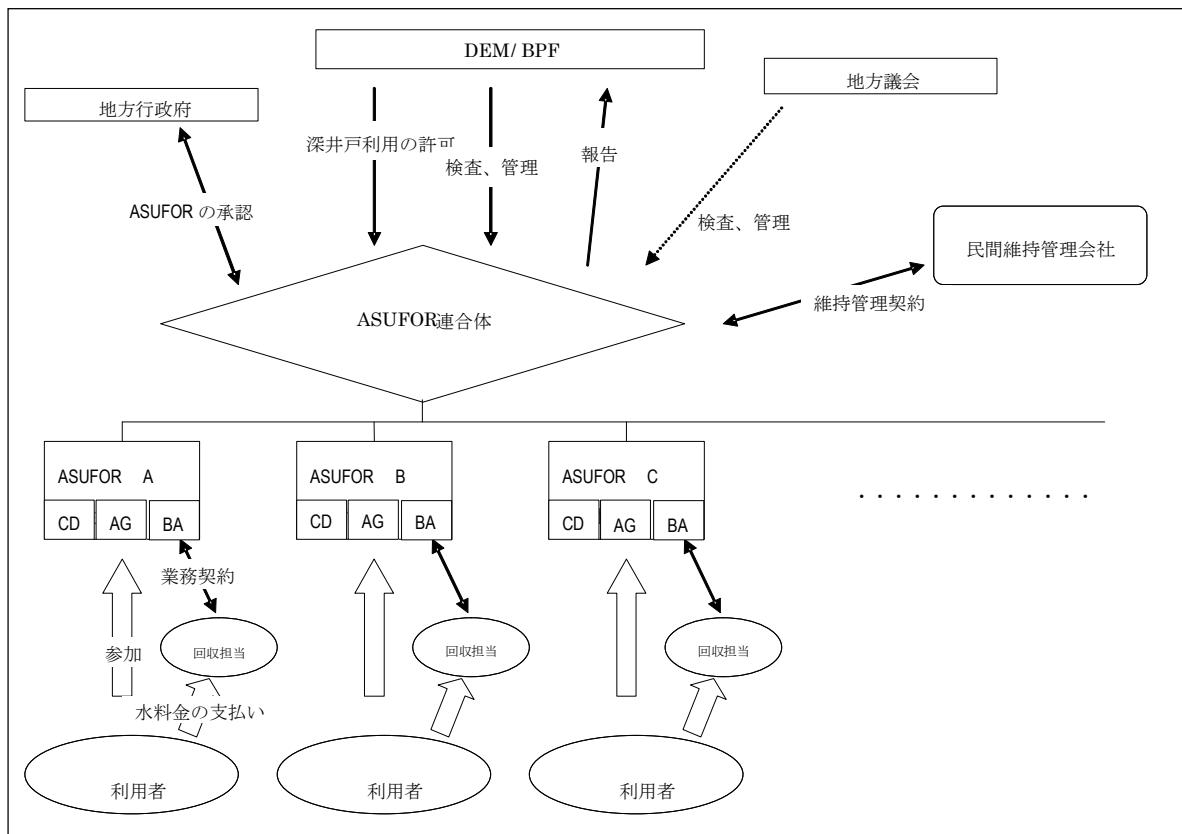 DEM/ BPF
地方議会
地方行政府
深井戸利用の許可
検査、管理
報告
ASUFOR の承認
検査、管理
民間維持管理会社
維持管理契約
ASUFOR連合体
ASUFOR A
CD AG BA
ASUFOR B
CD AG BA
ASUFOR C
CD AG BA
・・・・・・・・・・・・・
業務契約
参加
回収担当
回収担当
回収担当
水料金の支払い
利用者
利用者
利用者